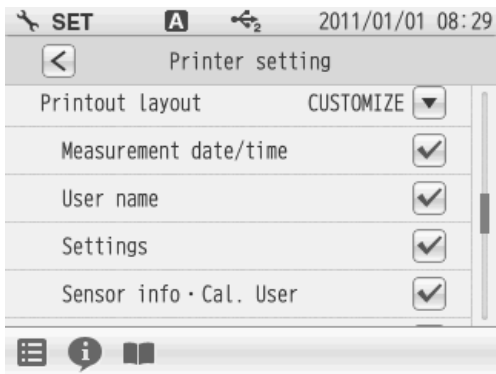 SET A 2 2011/01/01 08:29
Printer setting
Printout layout CUSTOMIZE
Measurement date/time
User name
Settings
Sensor info・Cal. User